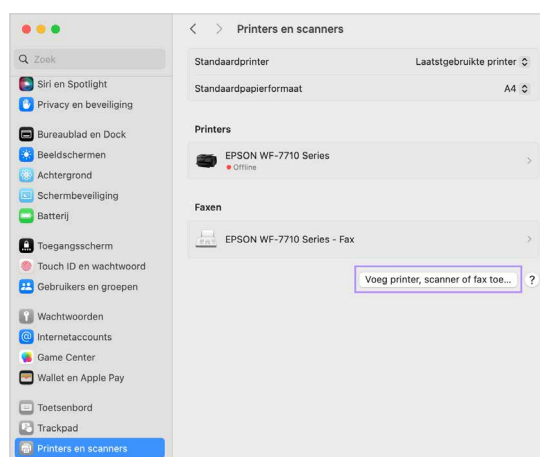 Printers en scanners
Zoek
Siri en Spotlight
Privacy en beveiliging
Bureaublad en Dock
Beeldschermen
Achtergrond
Schermbeveiliging
Batterij
Toegangsscherm
Touch ID en wachtwoord
Gebruikers en groepen
Wachtwoorden
Internetaccounts
Game Center
Wallet en Apple Pay
Toetsenbord
Trackpad
Printers en scanners
Standaardprinter Laatstgebruikte printer
Standaardpapierformaat A4
Printers
EPSON WF-7710 Series
Offline
Faxen
EPSON WF-7710 Series - Fax
Voeg printer, scanner of fax toe... ?